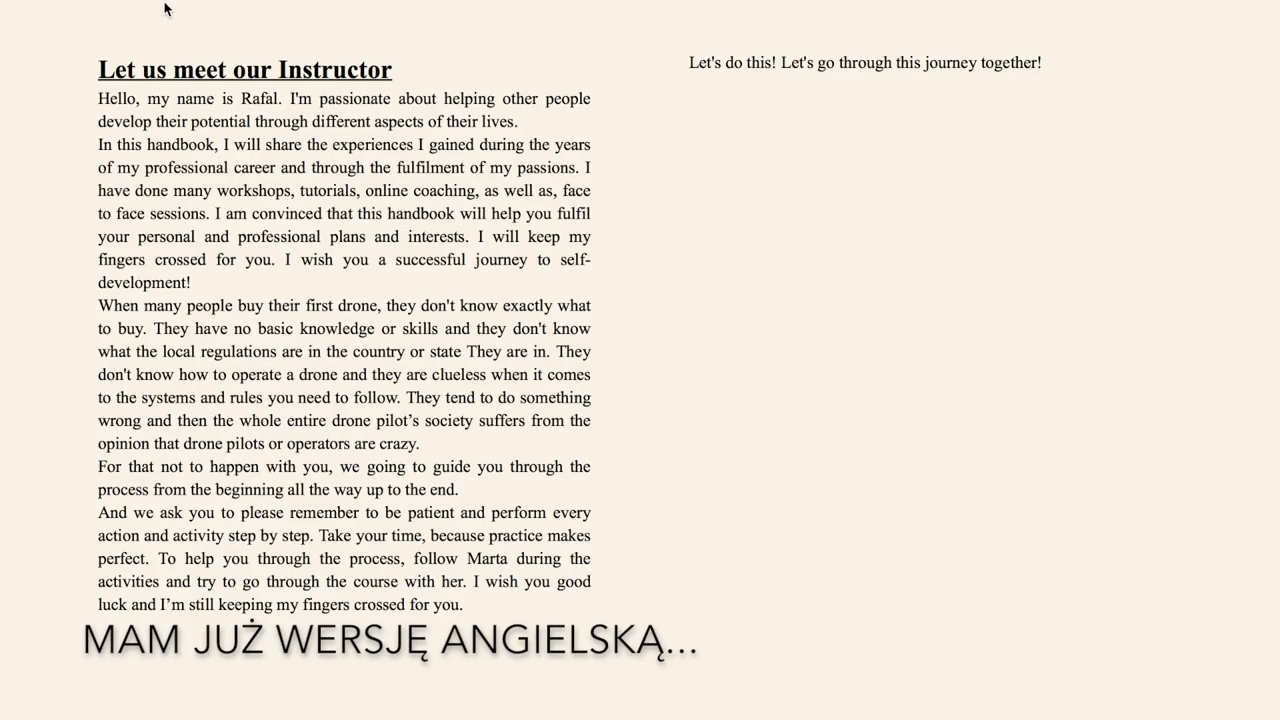 Let us meet our Instructor
Hello, my name is Rafal. I'm passionate about helping other people
develop their potential through different aspects of their lives.
In this handbook, I will share the experiences I gained during the years
of my professional career and through the fulfilment of my passions. I
have done many workshops, tutorials, online coaching, as well as, face
to face sessions. I am convinced that this handbook will help you fulfil
your personal and professional plans and interests. I will keep my
fingers crossed for you. I wish you a successful journey to self-
development!
When many people buy their first drone, they don't know exactly what
to buy. They have no basic knowledge or skills and they don't know
what the local regulations are in the country or state They are in. They
don't know how to operate a drone and they are clueless when it comes
to the systems and rules you need to follow. They tend to do something
wrong and then the whole entire drone pilot’s society suffers from the
opinion that drone pilots or operators are crazy.
For that not to happen with you, we going to guide you through the
process from the beginning all the way up to the end.
And we ask you to please remember to be patient and perform every
action and activity step by step. Take your time, because practice makes
perfect. To help you through the process, follow Marta during the
activities and try to go through the course with her. I wish you good
luck and I’m still keeping my fingers crossed for you.
Let's do this! Let's go through this journey together!
MAM JUŻ WERSJĘ ANGIELSKĄ...